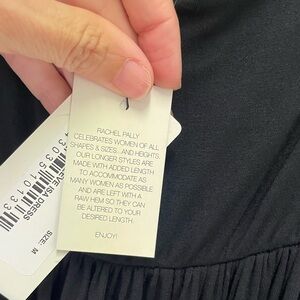 RACHEL PALLY
CELEBRATES WOMEN OF ALL
SHAPES & SIZES...AND HEIGHTS.
OUR LONGER STYLES ARE
MADE WITH ADDED LENGTH
TO ACCOMMODATE AS
MANY WOMEN AS POSSIBLE
AND ARE LEFT WITH A
RAW HEM SO THEY CAN
BE ALTERED TO YOUR
DESIRED LENGTH.
ENJOY!
ISA DRESS
SIZE: M